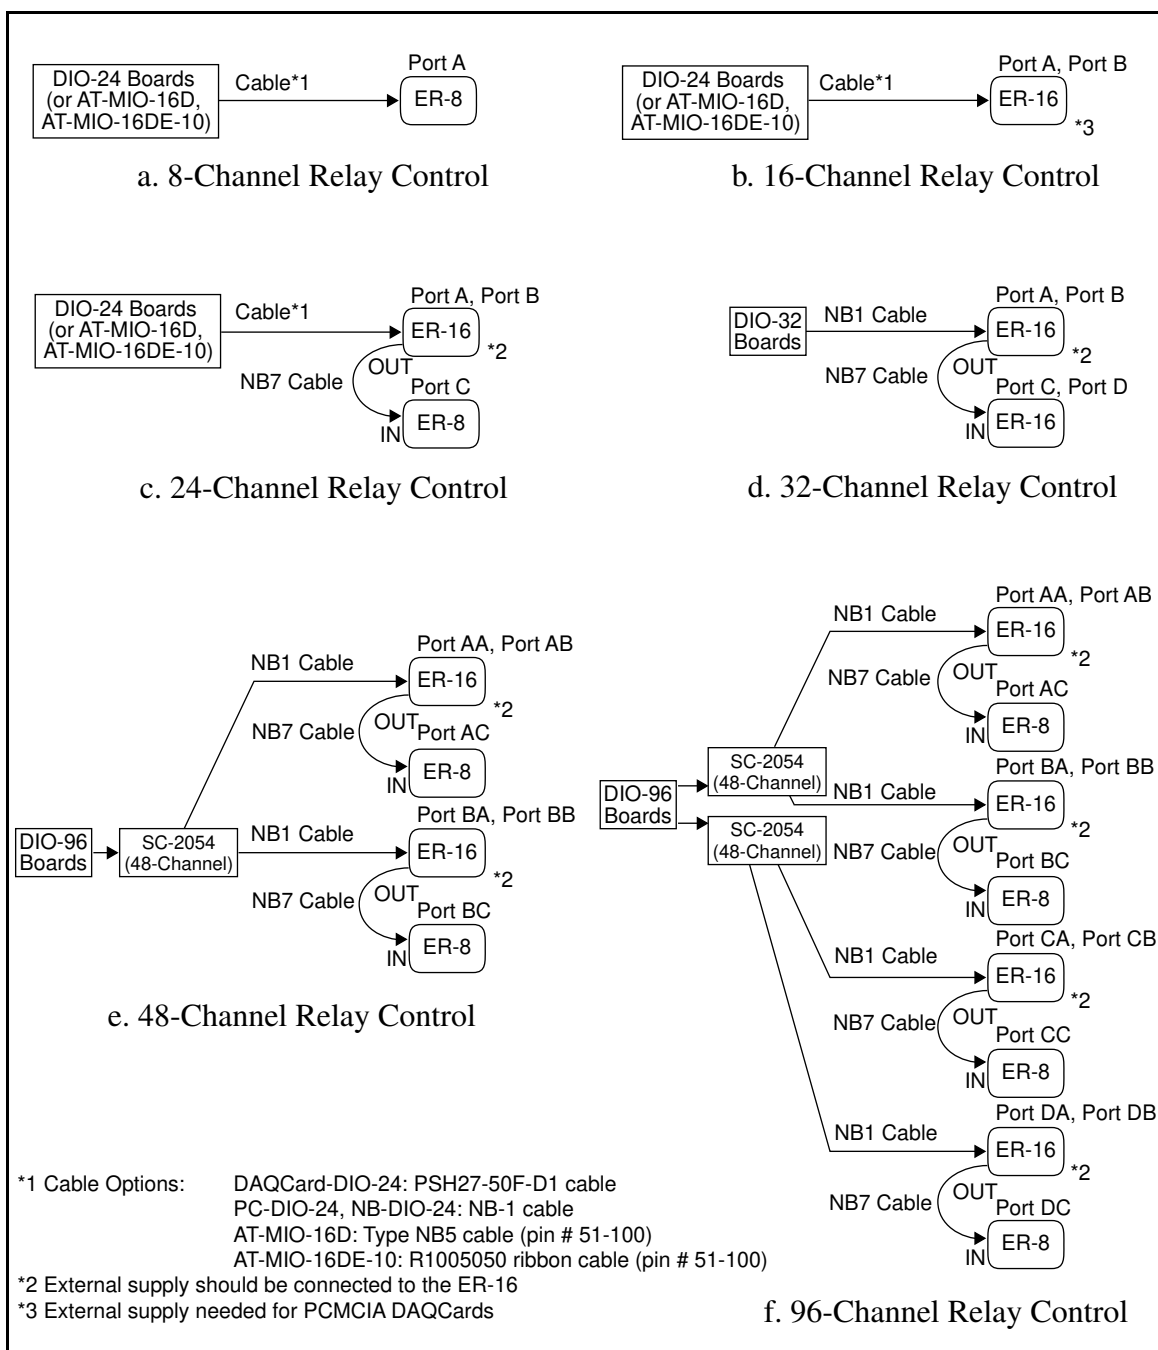 DIO-24 Boards
(or AT-MIO-16D,
AT-MIO-16DE-10)
Cable*1
Port A
ER-8
a. 8-Channel Relay Control
DIO-24 Boards
(or AT-MIO-16D,
AT-MIO-16DE-10)
Cable*1
Port A, Port B
ER-16
*3
b. 16-Channel Relay Control
DIO-24 Boards
(or AT-MIO-16D,
AT-MIO-16DE-10)
Cable*1
Port A, Port B
ER-16
*2
OUT
NB7 Cable
Port C
IN
ER-8
c. 24-Channel Relay Control
DIO-32
Boards
NB1 Cable
Port A, Port B
ER-16
*2
OUT
NB7 Cable
Port C, Port D
IN
ER-16
d. 32-Channel Relay Control
DIO-96
Boards
SC-2054
(48-Channel)
NB1 Cable
Port AA, Port AB
ER-16
*2
OUT
NB7 Cable
Port AC
IN
ER-8
NB1 Cable
Port BA, Port BB
ER-16
*2
OUT
NB7 Cable
Port BC
IN
ER-8
e. 48-Channel Relay Control
DIO-96
Boards
SC-2054
(48-Channel)
SC-2054
(48-Channel)
NB1 Cable
Port AA, Port AB
ER-16
*2
OUT
NB7 Cable
Port AC
IN
ER-8
NB1 Cable
Port BA, Port BB
ER-16
*2
OUT
NB7 Cable
Port BC
IN
ER-8
NB1 Cable
Port CA, Port CB
ER-16
*2
OUT
NB7 Cable
Port CC
IN
ER-8
NB1 Cable
Port DA, Port DB
ER-16
*2
OUT
NB7 Cable
Port DC
IN
ER-8
f. 96-Channel Relay Control
*1 Cable Options: DAQCard-DIO-24: PSH27-50F-D1 cable
PC-DIO-24, NB-DIO-24: NB-1 cable
AT-MIO-16D: Type NB5 cable (pin # 51-100)
AT-MIO-16DE-10: R1005050 ribbon cable (pin # 51-100)
*2 External supply should be connected to the ER-16
*3 External supply needed for PCMCIA DAQCards